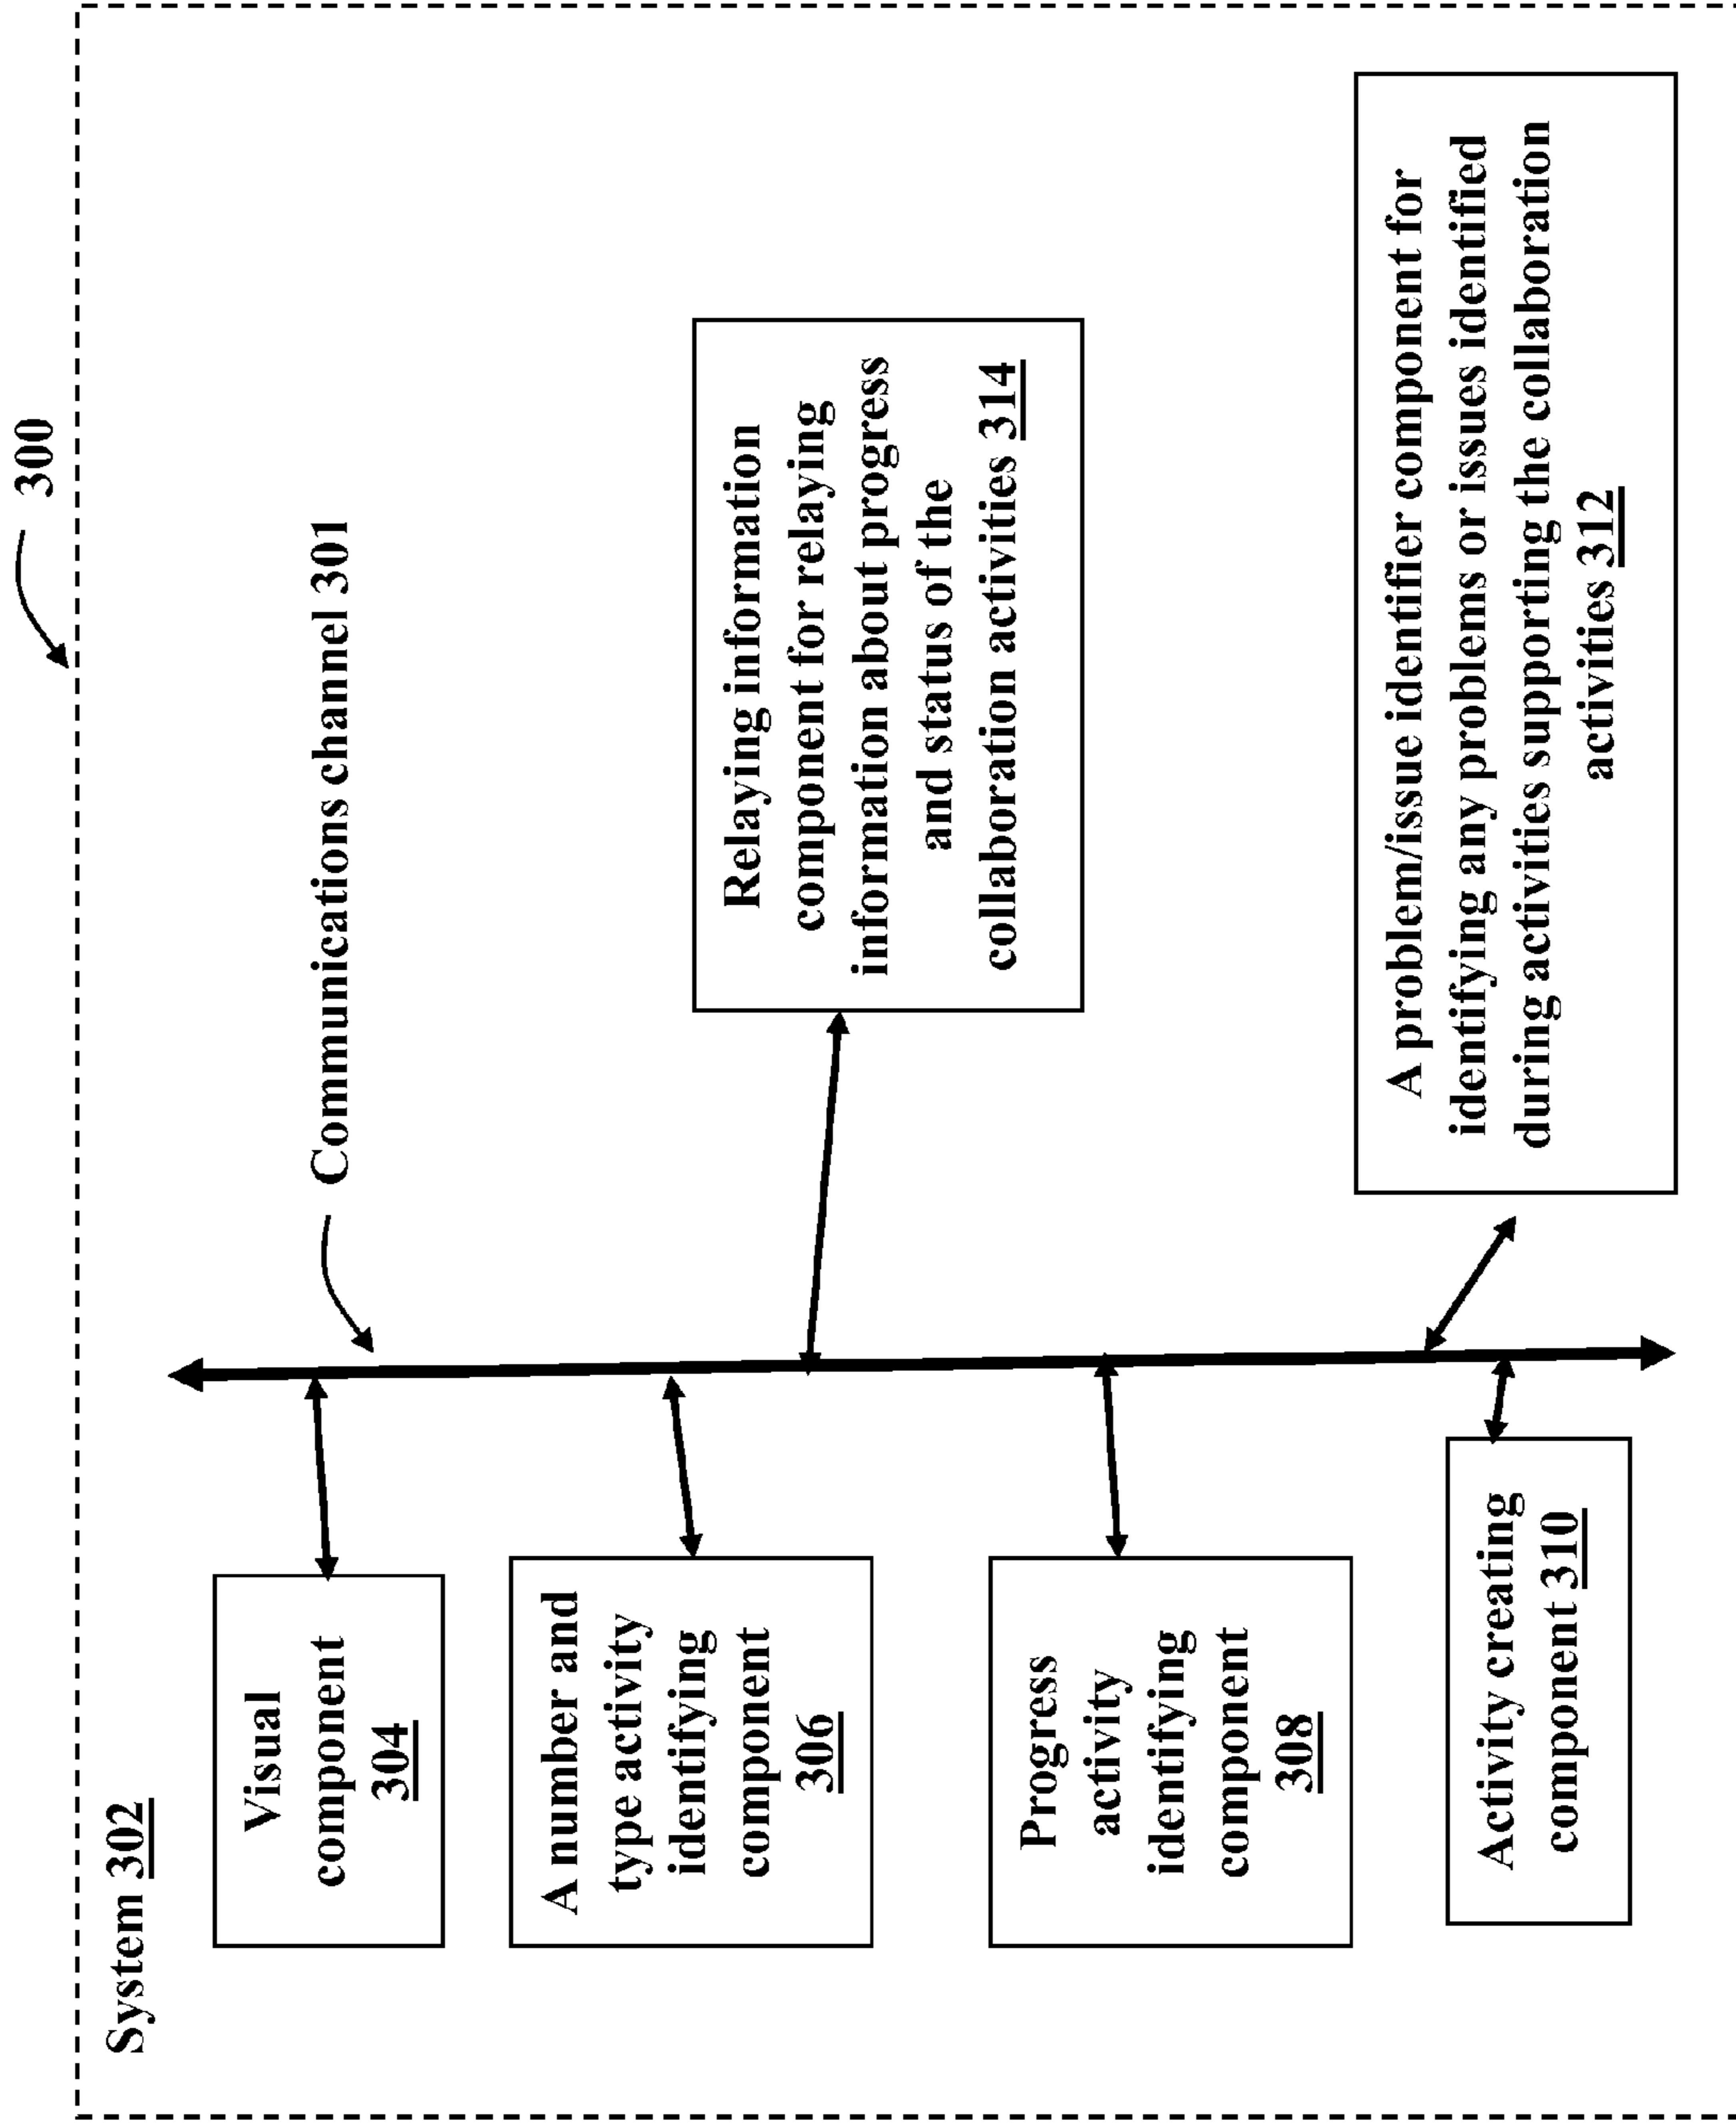 300
System 302
Communications channel 301
Visual
component
304
A number and
type activity
identifying
component
306
Progress
activity
identifying
component
308
Activity creating
component 310
Relaying information
component for relaying
information about progress
and status of the
collaboration activities 314
A problem/issue identifier component for
identifying any problems or issues identified
during activities supporting the collaboration
activities 312